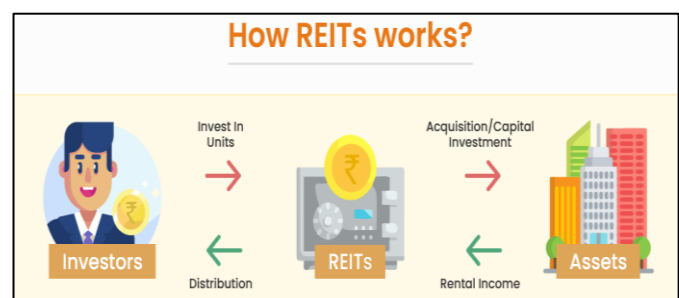 How REITs works?
Invest In
Units
Acquisition/Capital
Investment
₹
₹
Investors
REITs
Assets
Distribution
Rental Income